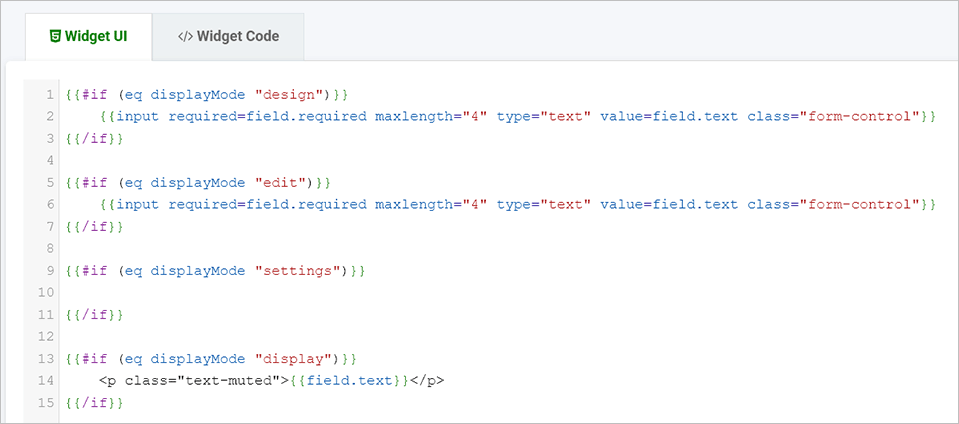 Widget UI
</> Widget Code
1 {{#if (eq displayMode "design")}}
2     {{input required=field.required maxlength="4" type="text" value=field.text class="form-control"}}
3 {{/if}}
4
5 {{#if (eq displayMode "edit")}}
6     {{input required=field.required maxlength="4" type="text" value=field.text class="form-control"}}
7 {{/if}}
8
9 {{#if (eq displayMode "settings")}}
10
11 {{/if}}
12
13 {{#if (eq displayMode "display")}}
14     <p class="text-muted">{{field.text}}</p>
15 {{/if}}